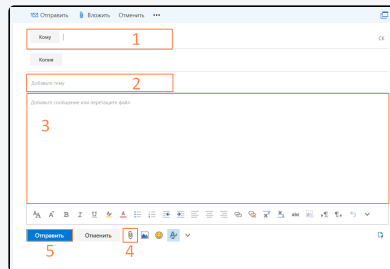 Отправить Вложить Отменить •••
Кому 1 СК
Копия
Добавьте тему 2
Добавьте сообщение или перетащите файл
3
Отправить Отменить
5 4